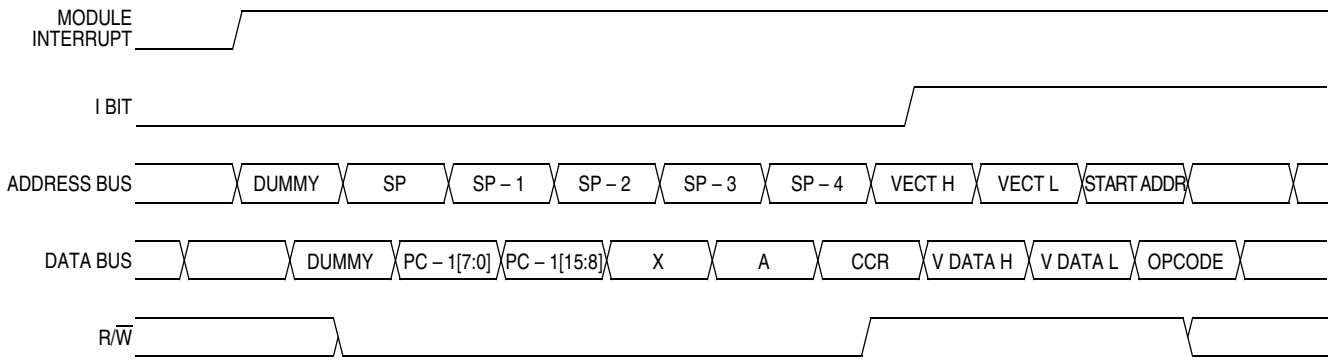 MODULE
INTERRUPT
I BIT
ADDRESS BUS DUMMY SP SP – 1 SP – 2 SP – 3 SP – 4 VECT H VECT L START ADDR
DATA BUS DUMMY PC – 1[7:0] PC – 1[15:8] X A CCR V DATA H V DATA L OPCODE
R/W̅